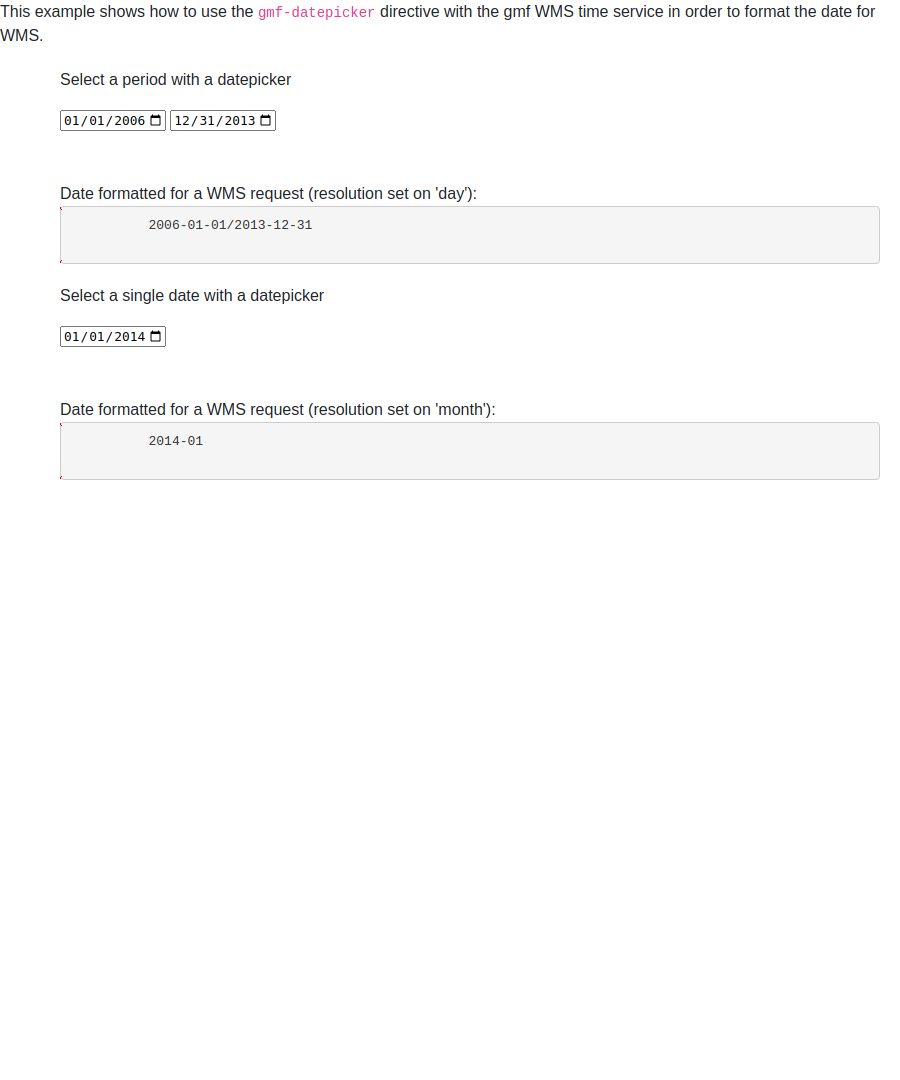 This example shows how to use the gmf-datepicker directive with the gmf WMS time service in order to format the date for
WMS.
Select a period with a datepicker
01/01/2006 12/31/2013
Date formatted for a WMS request (resolution set on 'day'):
2006-01-01/2013-12-31
Select a single date with a datepicker
01/01/2014
Date formatted for a WMS request (resolution set on 'month'):
2014-01